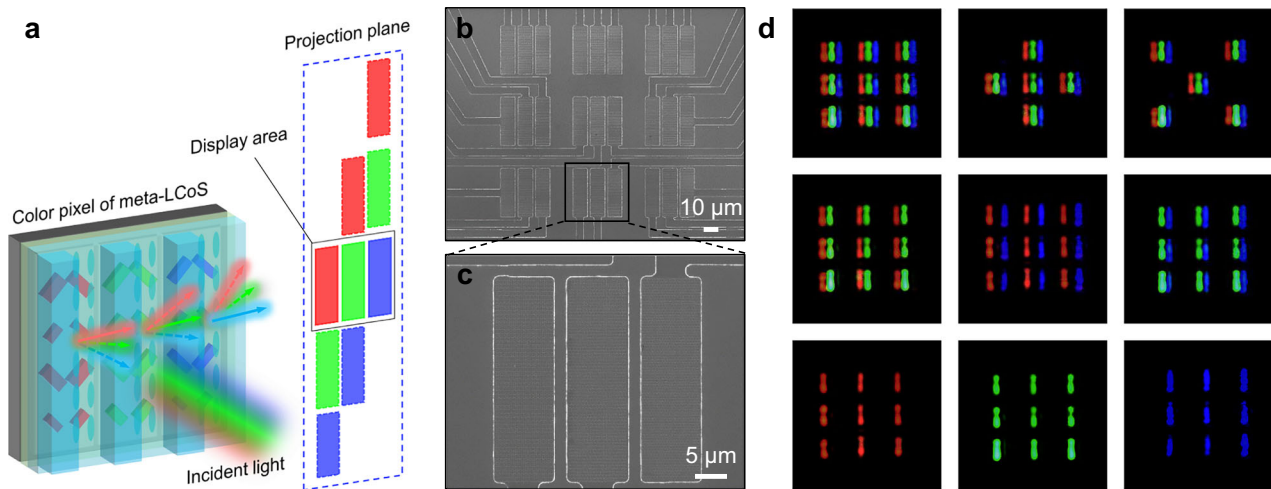 a
Projection plane
Display area
Color pixel of meta-LCoS
Incident light
b
10 µm
c
5 µm
d